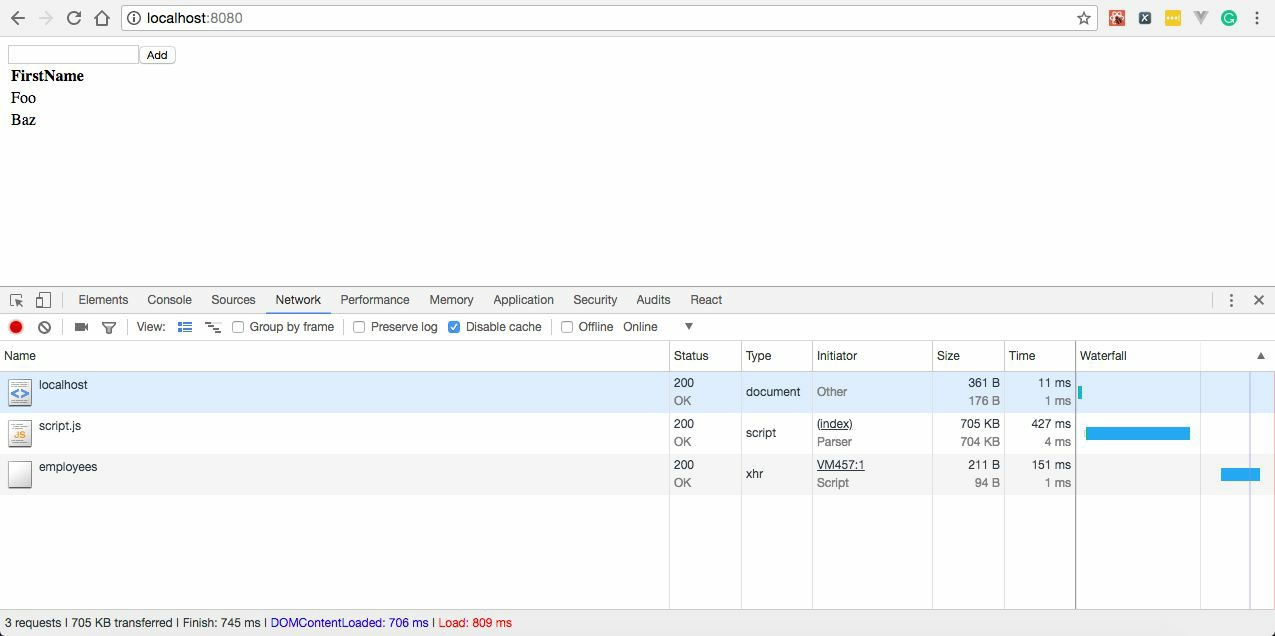 localhost:8080
Add
FirstName
Foo
Baz
Elements Console Sources Network Performance Memory Application Security Audits React
View: Group by frame Preserve log Disable cache Offline Online
Name Status Type Initiator Size Time Waterfall
localhost 200 OK document Other 361 B 176 B 11 ms 1 ms
script.js 200 OK script (index) Parser 705 KB 704 KB 427 ms 4 ms
JS
employees 200 OK xhr VM457:1 Script 211 B 94 B 151 ms 1 ms
3 requests | 705 KB transferred | Finish: 745 ms | DOMContentLoaded: 706 ms | Load: 809 ms